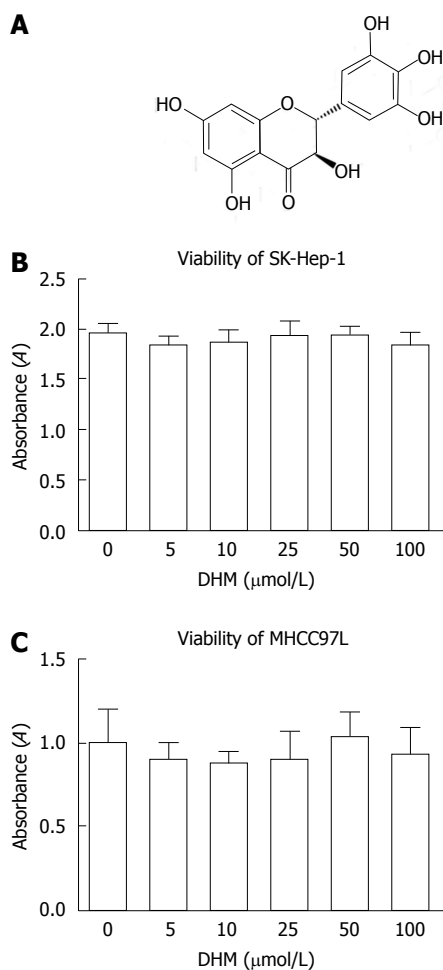 A
OH
OH
HO
O
OH
OH
OH
O
B
Viability of SK-Hep-1
2.5
2.0
1.5
1.0
0.5
0.0
Absorbance (A)
0 5 10 25 50 100
DHM (μmol/L)
C
Viability of MHCC97L
1.5
1.0
0.5
0.0
Absorbance (A)
0 5 10 25 50 100
DHM (μmol/L)